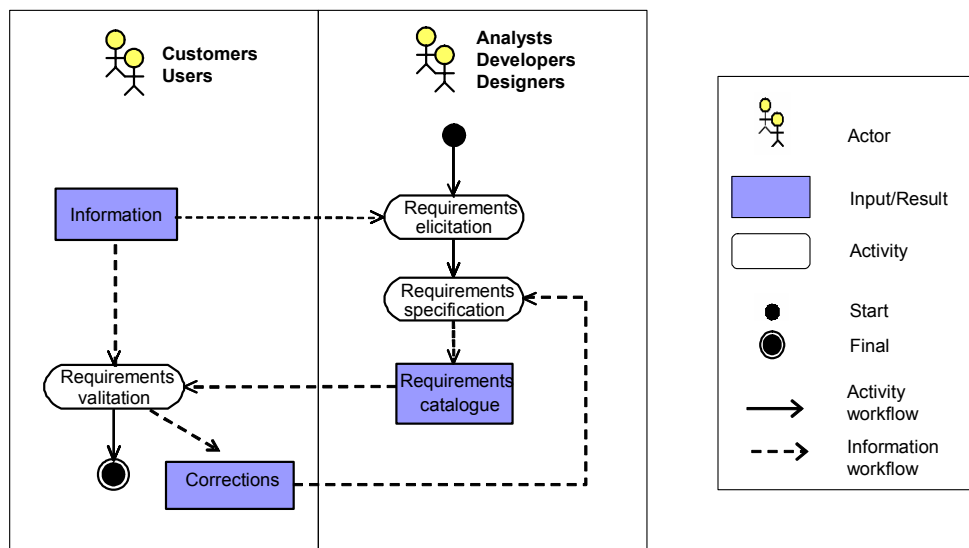 Customers
Users
Analysts
Developers
Designers
Information
Requirements
elicitation
Requirements
specification
Requirements
valitation
Requirements
catalogue
Corrections
Actor
Input/Result
Activity
Start
Final
Activity
workflow
Information
workflow